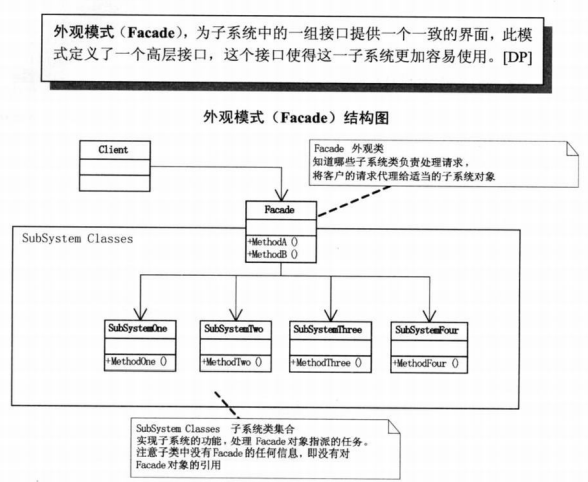 外观模式（Facade），为子系统中的一组接口提供一个一致的界面，此模
式定义了一个高层接口，这个接口使得这一子系统更加容易使用。[DP]
外观模式（Facade）结构图
Client
Facade 外观类
知道哪些子系统类负责处理请求，
将客户的请求代理给适当的子系统对象
Facade
+MethodA ()
+MethodB ()
SubSystem Classes
SubSystemOne
+MethodOne ()
SubSystemTwo
+MethodTwo ()
SubSystemThree
+MethodThree ()
SubSystemFour
+MethodFour ()
SubSystem Classes 子系统类集合
实现子系统的功能，处理 Facade对象指派的任务。
注意子类中没有Facade的任何信息，即没有对
Facade对象的引用